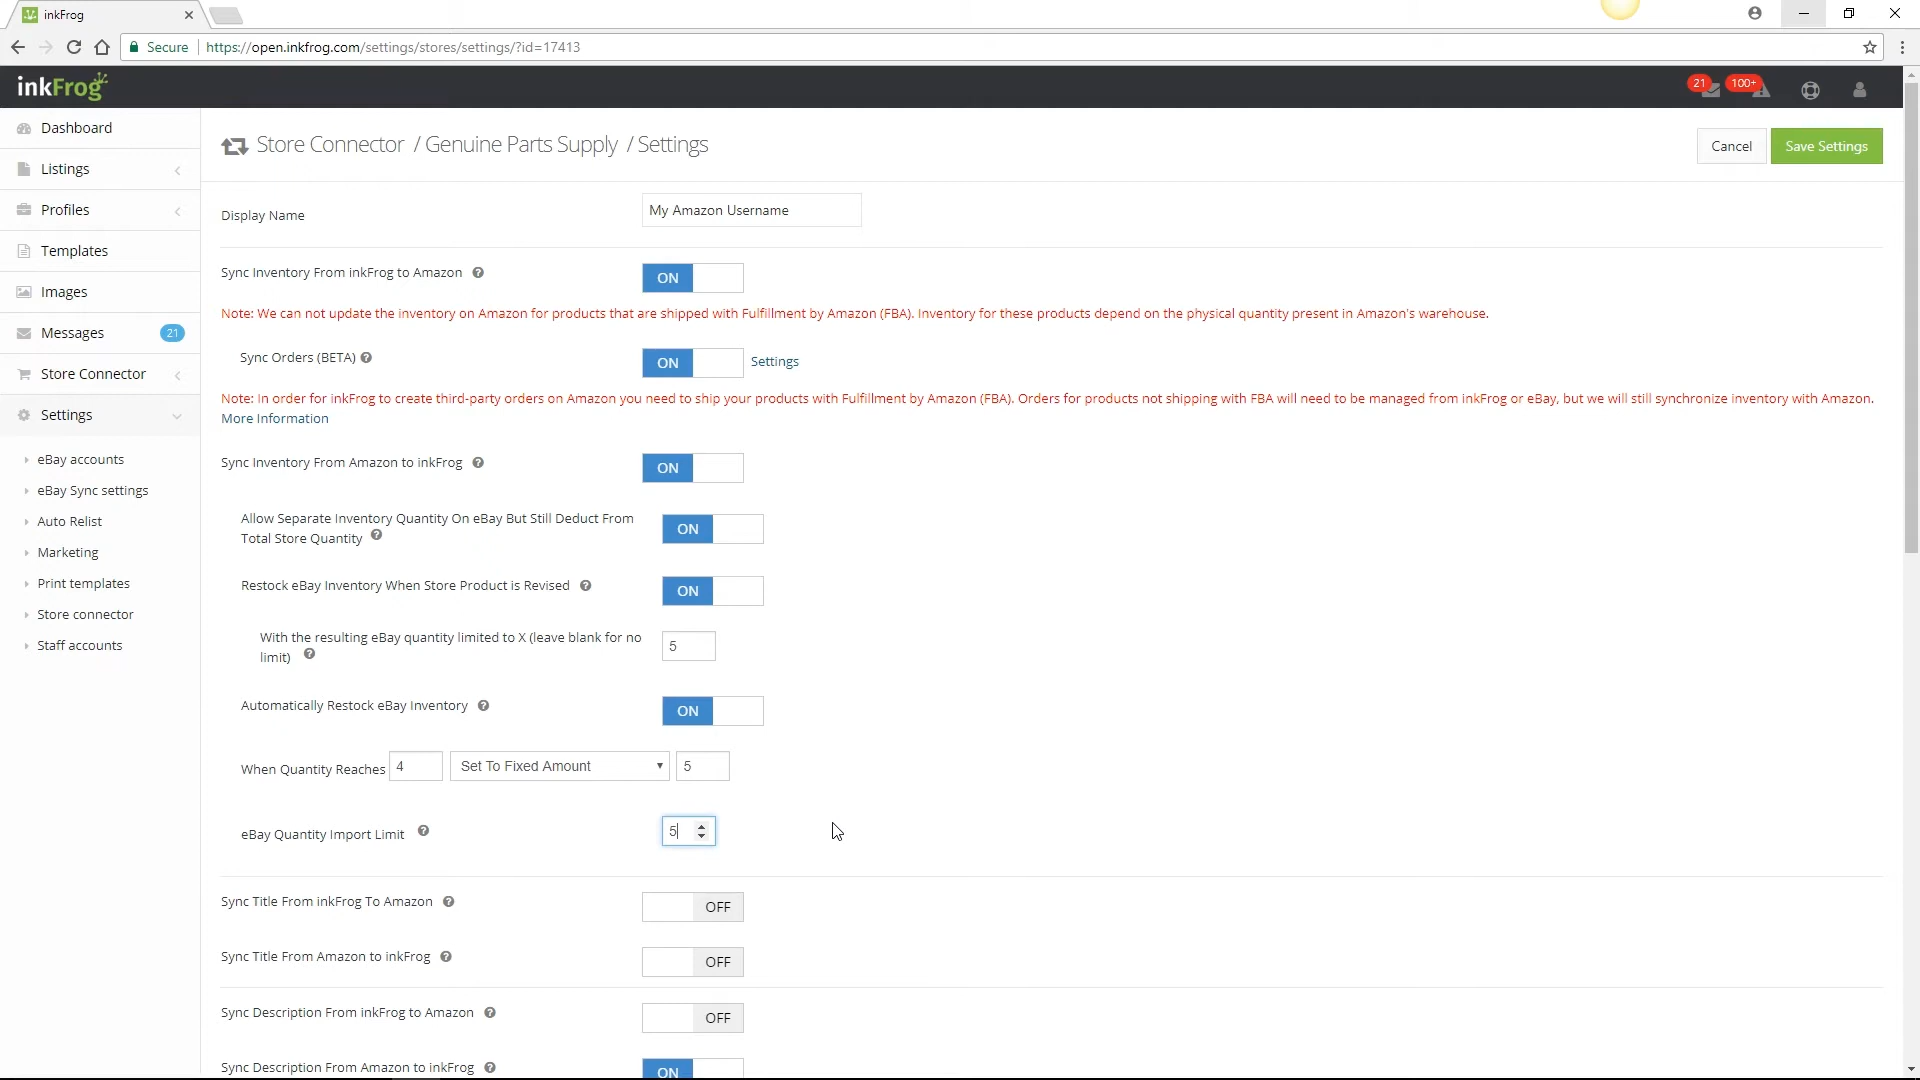 inkFrog
Secure https://open.inkfrog.com/settings/stores/settings/?id=17413
inkFrog
21 100+
Dashboard
Listings
Profiles
Templates
Images
Messages 21
Store Connector
Settings
eBay accounts
eBay Sync settings
Auto Relist
Marketing
Print templates
Store connector
Staff accounts
Store Connector / Genuine Parts Supply / Settings
Cancel Save Settings
Display Name My Amazon Username
Sync Inventory From inkFrog to Amazon ON
Note: We can not update the inventory on Amazon for products that are shipped with Fulfillment by Amazon (FBA). Inventory for these products depend on the physical quantity present in Amazon's warehouse.
Sync Orders (BETA) ON Settings
Note: In order for inkFrog to create third-party orders on Amazon you need to ship your products with Fulfillment by Amazon (FBA). Orders for products not shipping with FBA will need to be managed from inkFrog or eBay, but we will still synchronize inventory with Amazon.
More Information
Sync Inventory From Amazon to inkFrog ON
Allow Separate Inventory Quantity On eBay But Still Deduct From
Total Store Quantity ON
Restock eBay Inventory When Store Product is Revised ON
With the resulting eBay quantity limited to X (leave blank for no
limit) 5
Automatically Restock eBay Inventory ON
When Quantity Reaches 4 Set To Fixed Amount 5
eBay Quantity Import Limit 5
Sync Title From inkFrog To Amazon OFF
Sync Title From Amazon to inkFrog OFF
Sync Description From inkFrog to Amazon OFF
Sync Description From Amazon to inkFrog ON